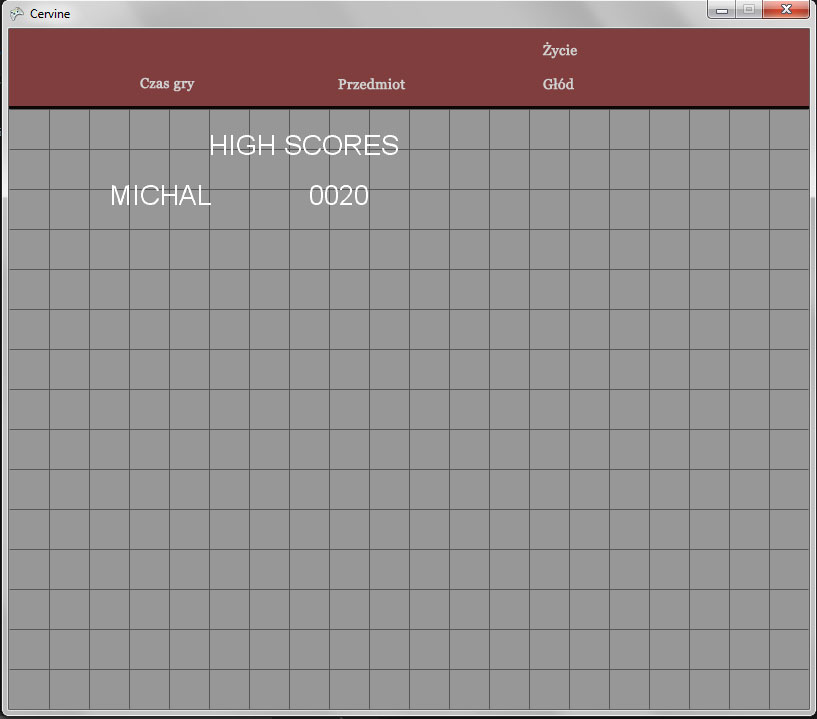 Cervine
Życie
Czas gry Przedmiot Głód
HIGH SCORES
MICHAL 0020